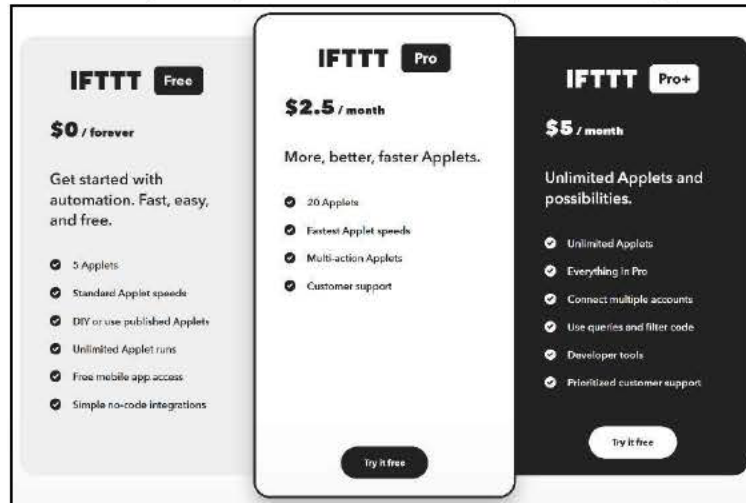 IFTTT Free
$0 / forever
Get started with
automation. Fast, easy,
and free.
5 Applets
Standard Applet speeds
DIY or use published Applets
Unlimited Applet runs
Free mobile app access
Simple no-code integrations
IFTTT Pro
$2.5 / month
More, better, faster Applets.
20 Applets
Fastest Applet speeds
Multi-action Applets
Customer support
Try it free
IFTTT Pro+
$5 / month
Unlimited Applets and
possibilities.
Unlimited Applets
Everything in Pro
Connect multiple accounts
Use queries and filter code
Developer tools
Prioritized customer support
Try it free